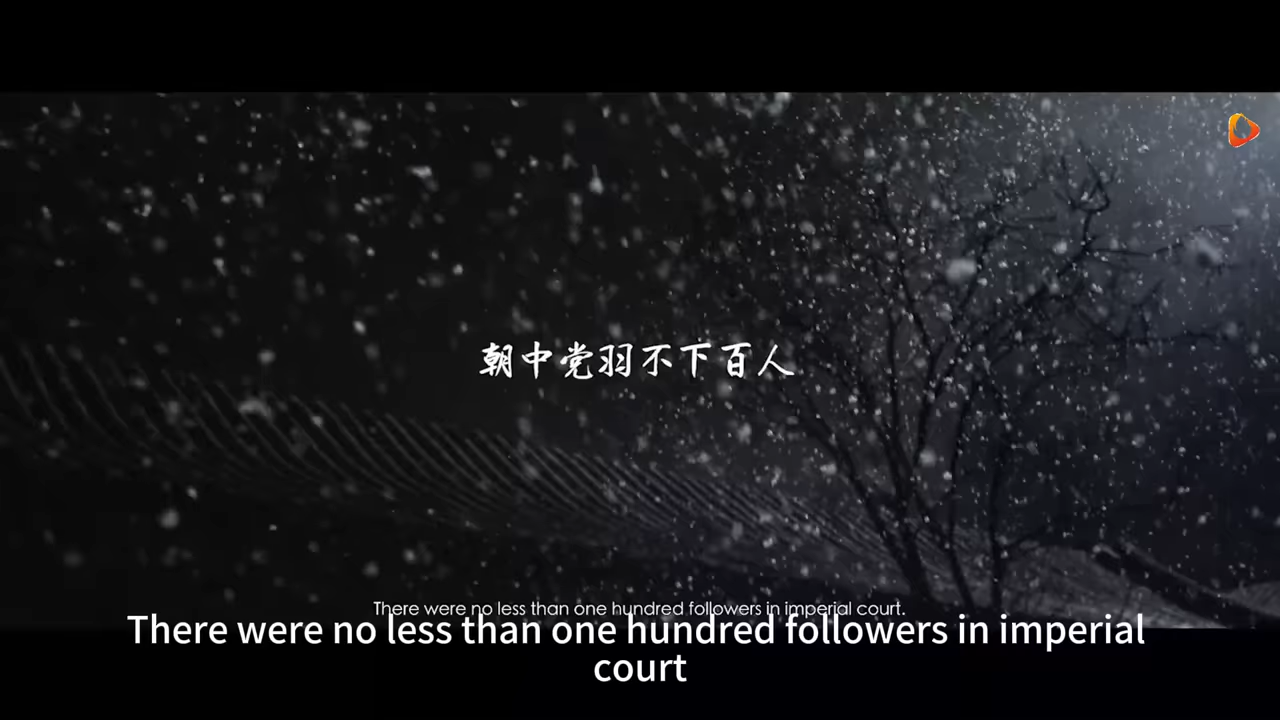 朝中党羽不下百人
There were no less than one hundred followers in imperial court.
There were no less than one hundred followers in imperial
court